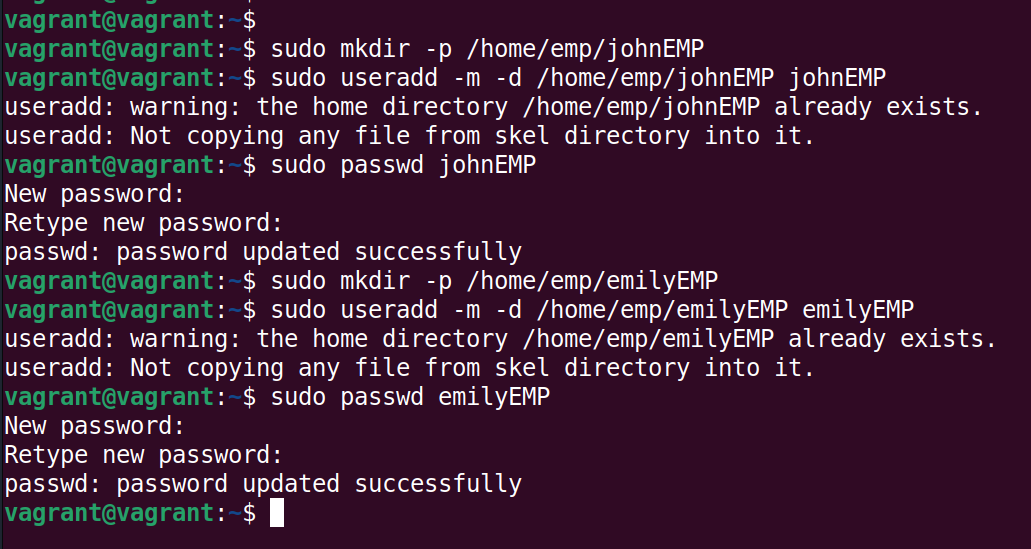 vagrant@vagrant:~$
vagrant@vagrant:~$ sudo mkdir -p /home/emp/johnEMP
vagrant@vagrant:~$ sudo useradd -m -d /home/emp/johnEMP johnEMP
useradd: warning: the home directory /home/emp/johnEMP already exists.
useradd: Not copying any file from skel directory into it.
vagrant@vagrant:~$ sudo passwd johnEMP
New password:
Retype new password:
passwd: password updated successfully
vagrant@vagrant:~$ sudo mkdir -p /home/emp/emilyEMP
vagrant@vagrant:~$ sudo useradd -m -d /home/emp/emilyEMP emilyEMP
useradd: warning: the home directory /home/emp/emilyEMP already exists.
useradd: Not copying any file from skel directory into it.
vagrant@vagrant:~$ sudo passwd emilyEMP
New password:
Retype new password:
passwd: password updated successfully
vagrant@vagrant:~$